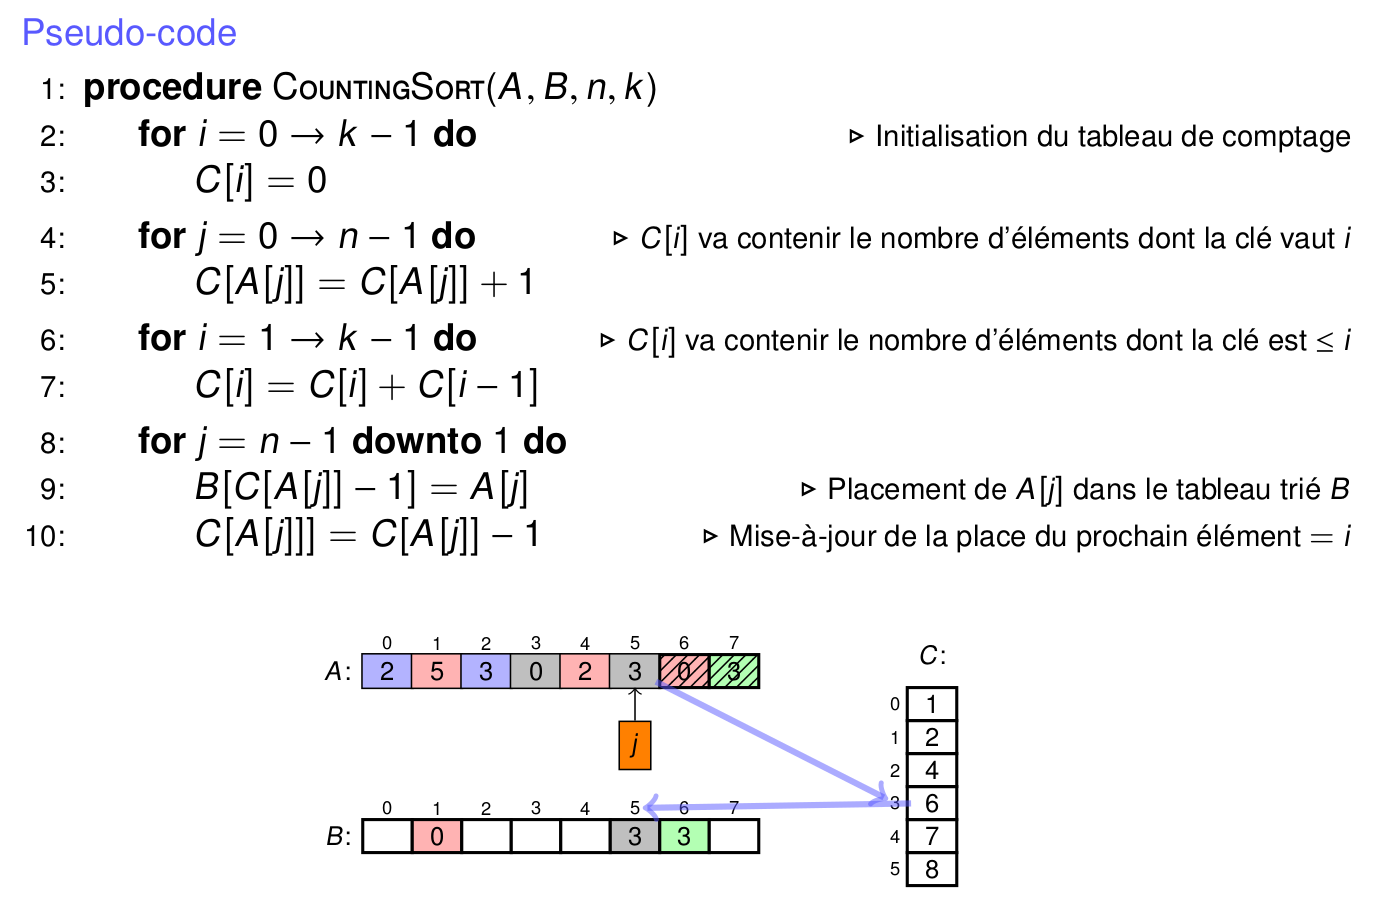 Pseudo-code
1: procedure COUNTINGSORT(A, B, n, k)
2: for i = 0 → k − 1 do ▷ Initialisation du tableau de comptage
3: C[i] = 0
4: for j = 0 → n − 1 do ▷ C[i] va contenir le nombre d'éléments dont la clé vaut i
5: C[A[j]] = C[A[j]] + 1
6: for i = 1 → k − 1 do ▷ C[i] va contenir le nombre d'éléments dont la clé est ≤ i
7: C[i] = C[i] + C[i − 1]
8: for j = n − 1 downto 1 do
9: B[C[A[j]] − 1] = A[j] ▷ Placement de A[j] dans le tableau trié B
10: C[A[j]]] = C[A[j]] − 1 ▷ Mise-à-jour de la place du prochain élément = i
0 1 2 3 4 5 6 7
A: 2 5 3 0 2 3 0 3
j
0 1 2 3 4 5 6 7
B: 0 3 3
C:
0 1
1 2
2 4
3 6
4 7
5 8